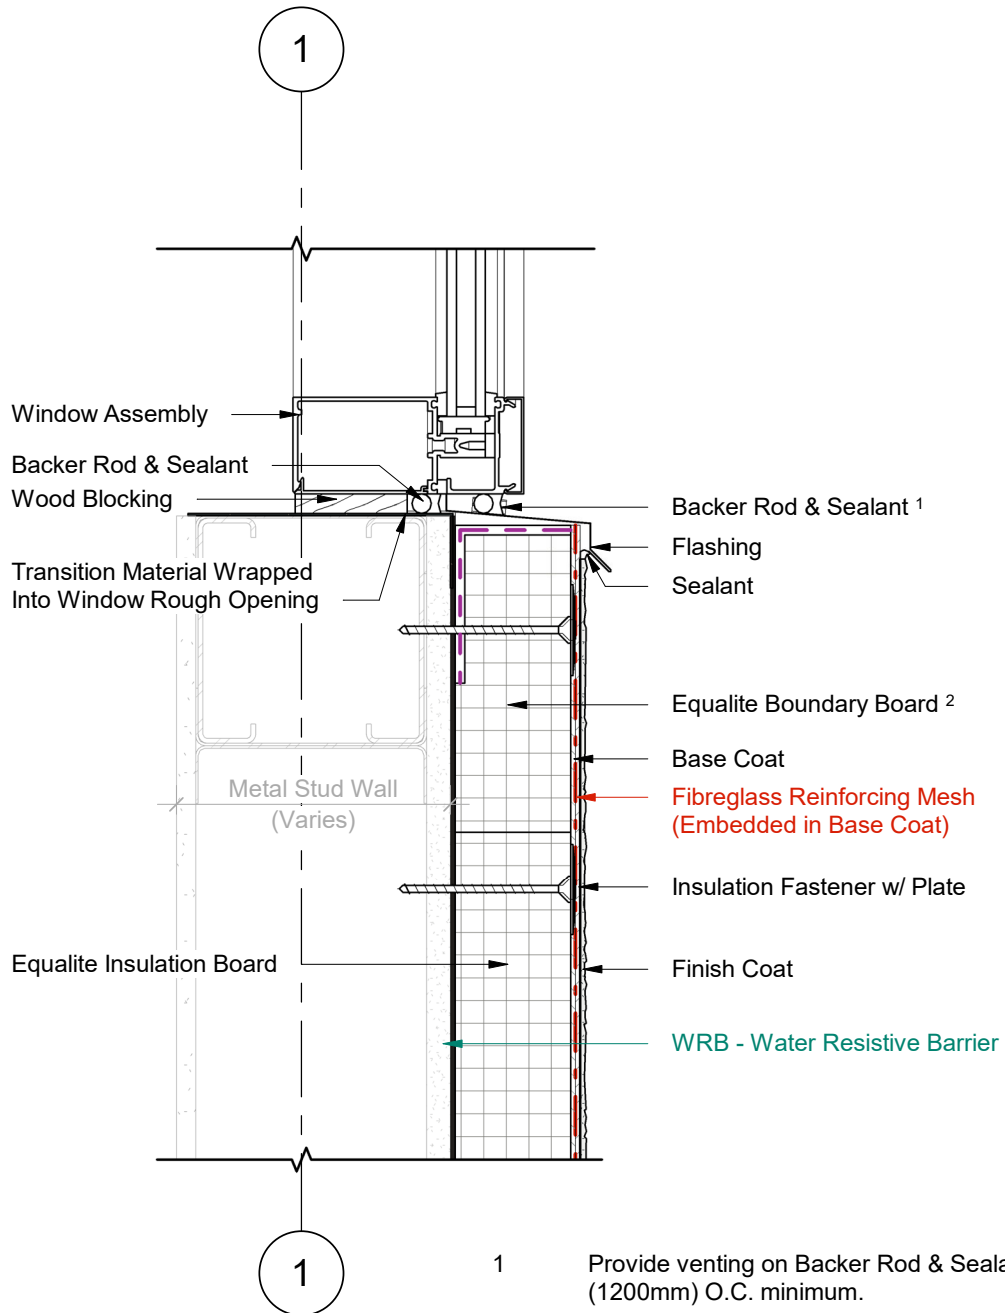 1
Window Assembly
Backer Rod & Sealant
Wood Blocking
Transition Material Wrapped
Into Window Rough Opening
Metal Stud Wall
(Varies)
Equalite Insulation Board
Backer Rod & Sealant 1
Flashing
Sealant
Equalite Boundary Board 2
Base Coat
Fibreglass Reinforcing Mesh
(Embedded in Base Coat)
Insulation Fastener w/ Plate
Finish Coat
WRB - Water Resistive Barrier
1
1 Provide venting on Backer Rod &
(1200mm) O.C. minimum.